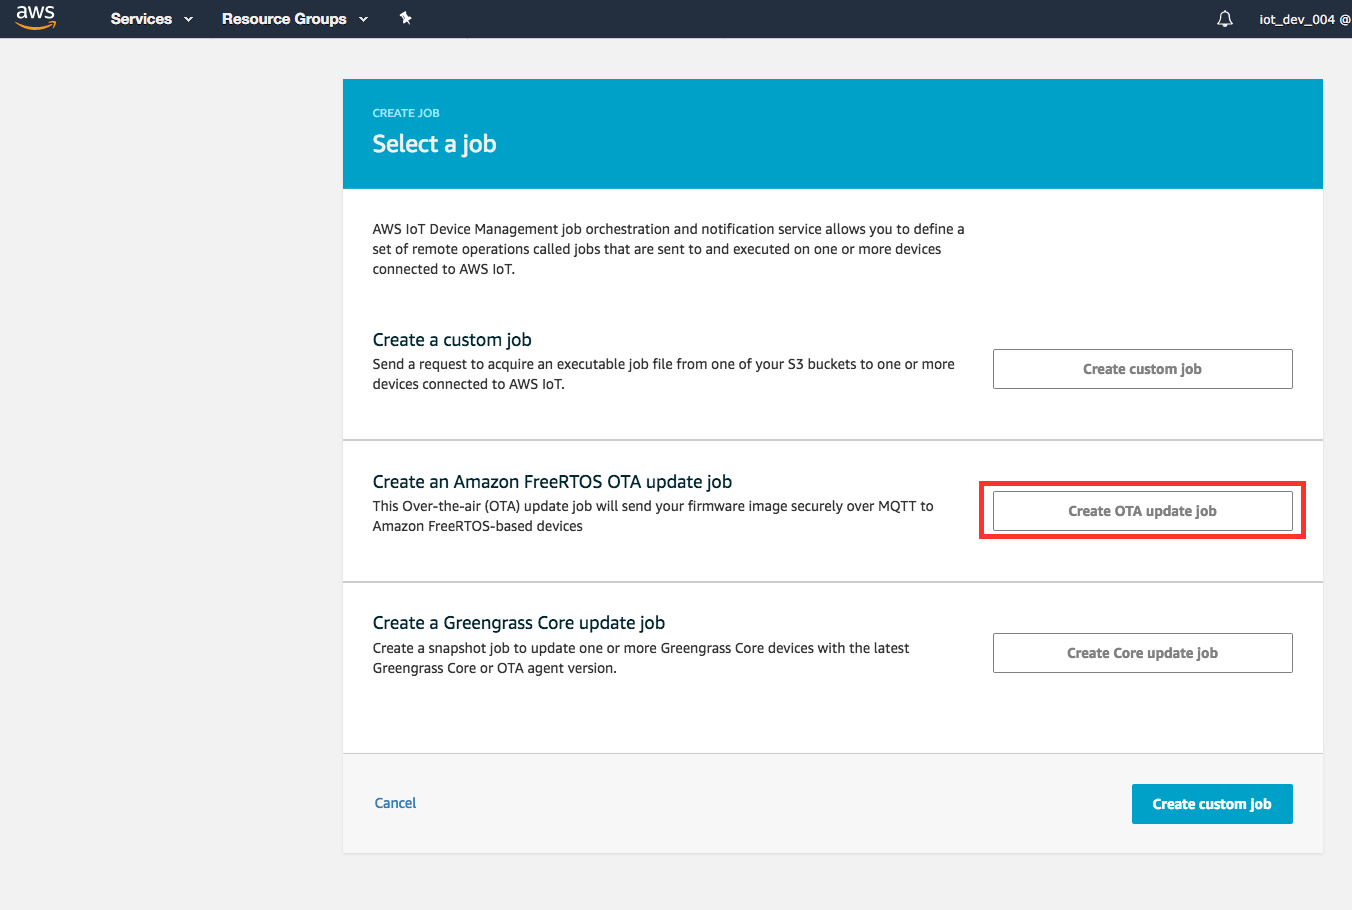 aws
Services
Resource Groups
iot_dev_004 @
CREATE JOB
Select a job
AWS IoT Device Management job orchestration and notification service allows you to define a
set of remote operations called jobs that are sent to and executed on one or more devices
connected to AWS IoT.
Create a custom job
Send a request to acquire an executable job file from one of your S3 buckets to one or more
devices connected to AWS IoT.
Create custom job
Create an Amazon FreeRTOS OTA update job
This Over-the-air (OTA) update job will send your firmware image securely over MQTT to
Amazon FreeRTOS-based devices
Create OTA update job
Create a Greengrass Core update job
Create a snapshot job to update one or more Greengrass Core devices with the latest
Greengrass Core or OTA agent version.
Create Core update job
Cancel
Create custom job